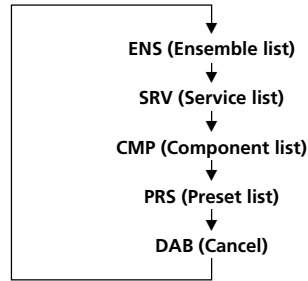 ENS (Ensemble list)
SRV (Service list)
CMP (Component list)
PRS (Preset list)
DAB (Cancel)